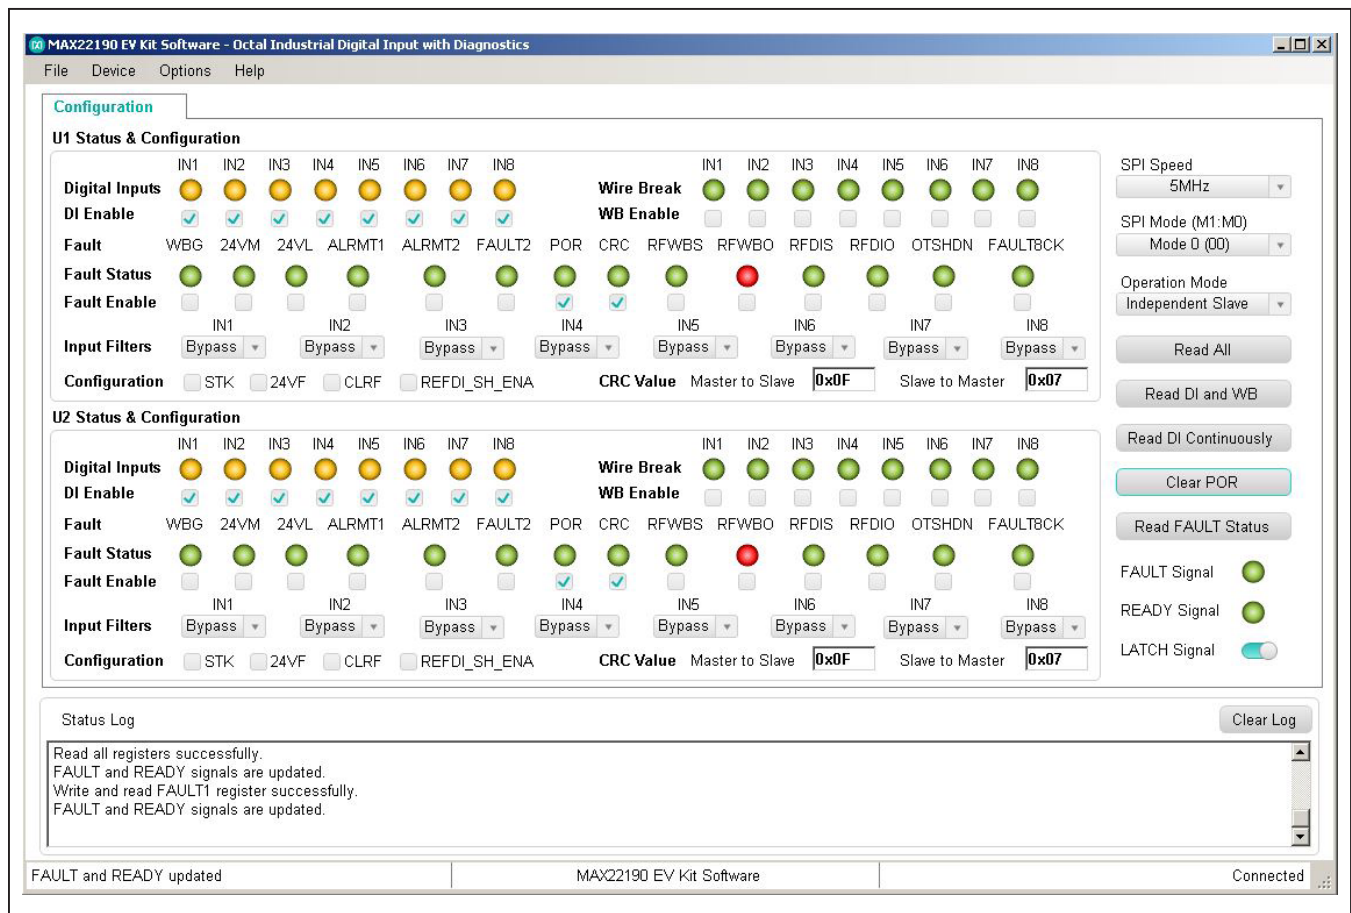 MAX22190 EV Kit Software - Octal Industrial Digital Input with Diagnostics
File Device Options Help
Configuration
U1 Status & Configuration
IN1 IN2 IN3 IN4 IN5 IN6 IN7 IN8 IN1 IN2 IN3 IN4 IN5 IN6 IN7 IN8
Digital Inputs Wire Break
DI Enable WB Enable
Fault WBG 24VM 24VL ALRMT1 ALRMT2 FAULT2 POR CRC RFWBS RFWBO RFDIS RFDIO OTSHDN FAULT8CK
Fault Status
Fault Enable
IN1 IN2 IN3 IN4 IN5 IN6 IN7 IN8
Input Filters Bypass Bypass Bypass Bypass Bypass Bypass Bypass Bypass
Configuration STK 24VF CLRF REFDI_SH_ENA CRC Value Master to Slave 0x0F Slave to Master 0x07
U2 Status & Configuration
IN1 IN2 IN3 IN4 IN5 IN6 IN7 IN8 IN1 IN2 IN3 IN4 IN5 IN6 IN7 IN8
Digital Inputs Wire Break
DI Enable WB Enable
Fault WBG 24VM 24VL ALRMT1 ALRMT2 FAULT2 POR CRC RFWBS RFWBO RFDIS RFDIO OTSHDN FAULT8CK
Fault Status
Fault Enable
IN1 IN2 IN3 IN4 IN5 IN6 IN7 IN8
Input Filters Bypass Bypass Bypass Bypass Bypass Bypass Bypass Bypass
Configuration STK 24VF CLRF REFDI_SH_ENA CRC Value Master to Slave 0x0F Slave to Master 0x07
SPI Speed
5MHz
SPI Mode (M1:M0)
Mode 0 (00)
Operation Mode
Independent Slave
Read All
Read DI and WB
Read DI Continuously
Clear POR
Read FAULT Status
FAULT Signal
READY Signal
LATCH Signal
Status Log
Clear Log
Read all registers successfully.
FAULT and READY signals are updated.
Write and read FAULT1 register successfully.
FAULT and READY signals are updated.
FAULT and READY updated
MAX22190 EV Kit Software
Connected